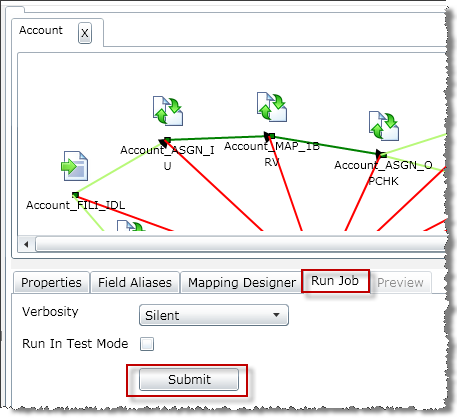 Account X
Account_ASGN_I
U
Account_MAP_1B
RV
Account_ASGN_O
PCHK
Account_FILI_IDL
Properties Field Aliases Mapping Designer Run Job Preview
Verbosity Silent
Run In Test Mode
Submit